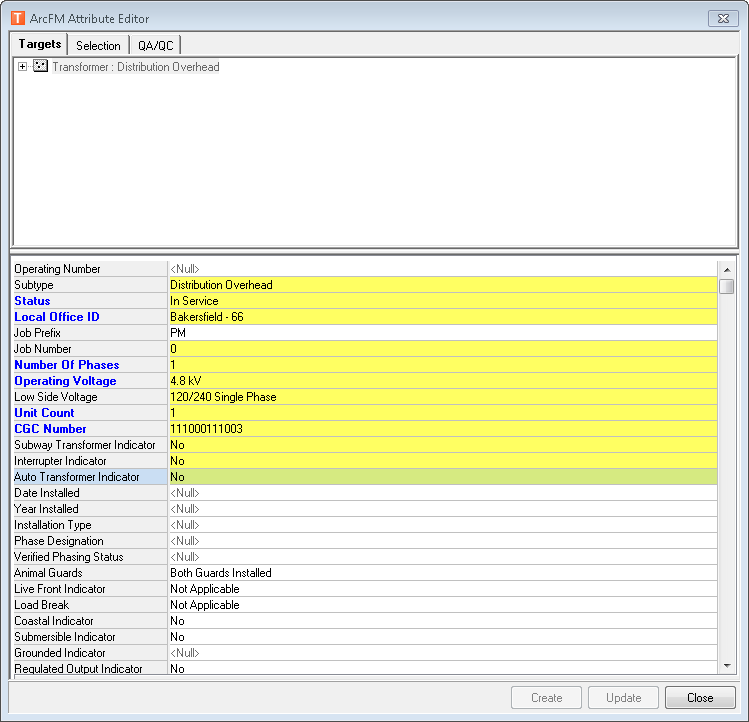 T ArcFM Attribute Editor
Targets Selection QA/QC
Transformer : Distribution Overhead
Operating Number <Null>
Subtype Distribution Overhead
Status In Service
Local Office ID Bakersfield - 66
Job Prefix PM
Job Number 0
Number Of Phases 1
Operating Voltage 4.8 kV
Low Side Voltage 120/240 Single Phase
Unit Count 1
CGC Number 111000111003
Subway Transformer Indicator No
Interrupter Indicator No
Auto Transformer Indicator No
Date Installed <Null>
Year Installed <Null>
Installation Type <Null>
Phase Designation <Null>
Verified Phasing Status <Null>
Animal Guards Both Guards Installed
Live Front Indicator Not Applicable
Load Break Not Applicable
Coastal Indicator No
Submersible Indicator No
Grounded Indicator <Null>
Regulated Output Indicator No
Create Update Close